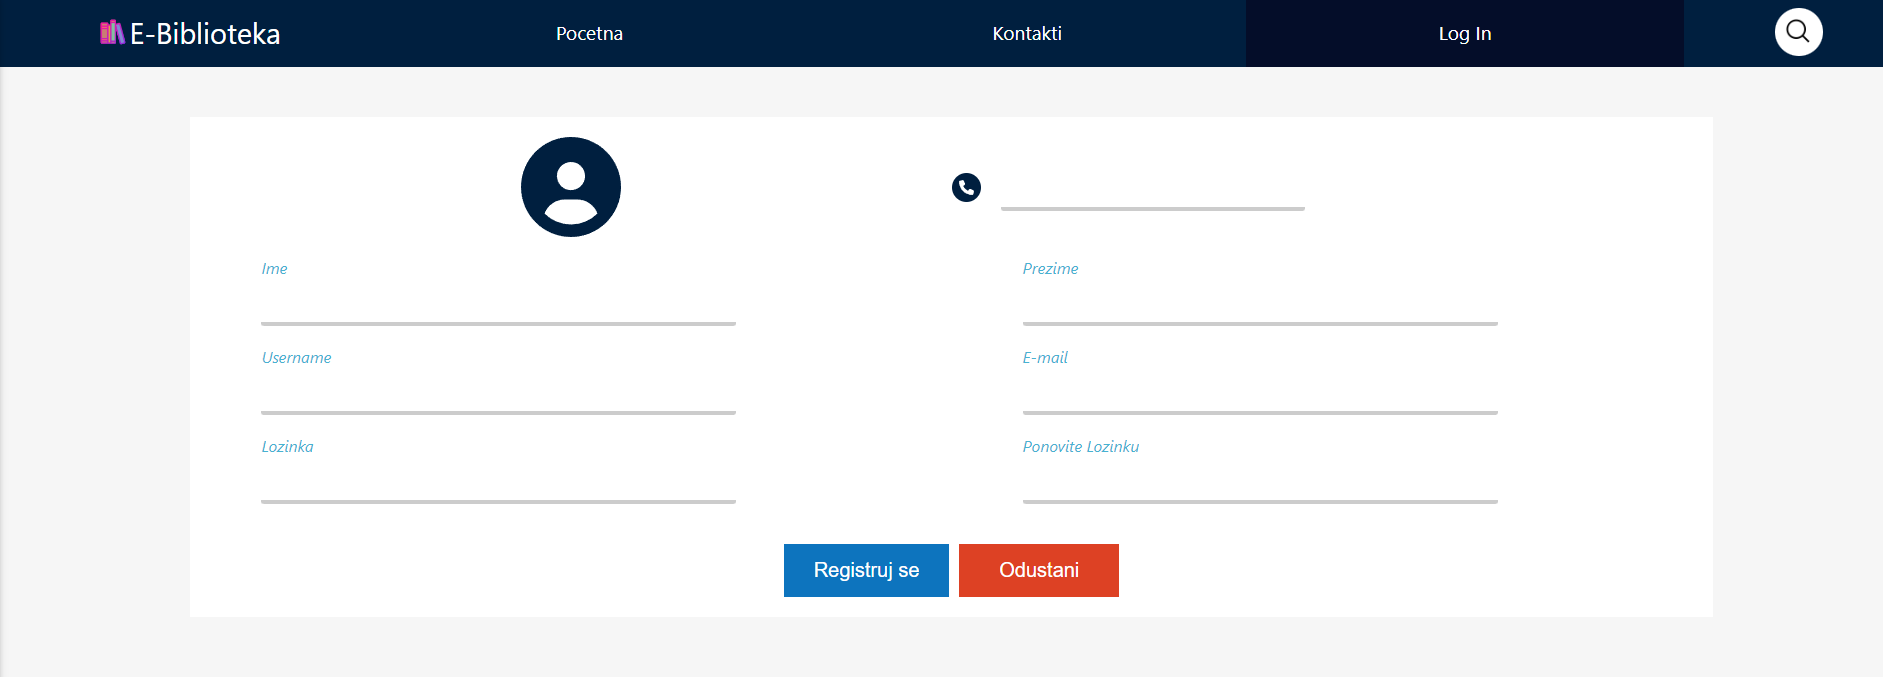 E-Biblioteka
Pocetna
Kontakti
Log In
Ime
Prezime
Username
E-mail
Lozinka
Ponovite Lozinku
Registruj se
Odustani